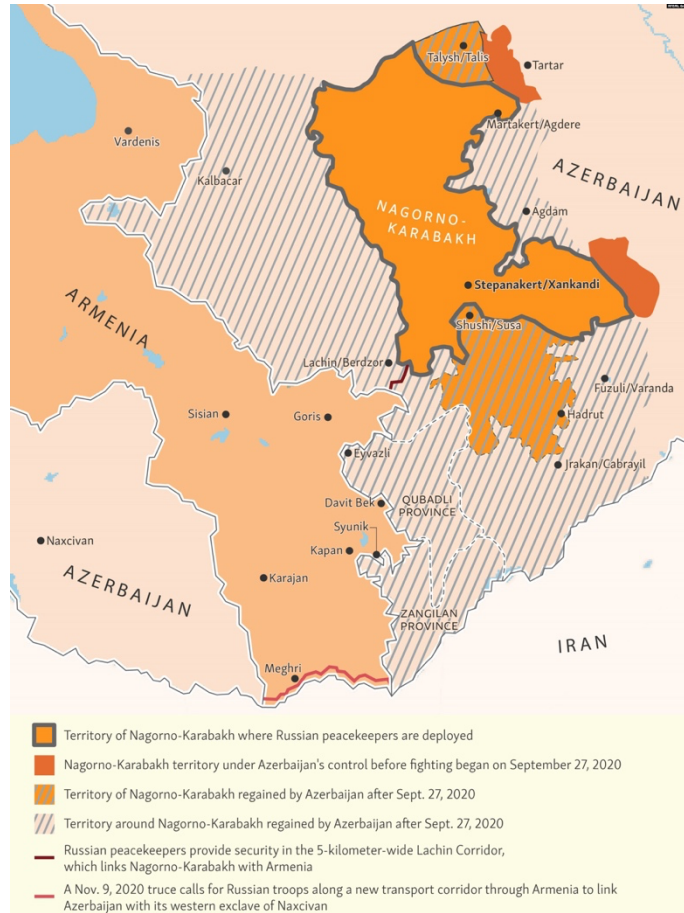 Talysh/Talis
Tartar
Vardenis
Martakert/Agdere
Kalbacar
AZERBAIJAN
Agdam
NAGORNO-
KARABAKH
Stepanakert/Xankandi
ARMENIA
Shushi/Susa
Lachin/Berdzor
Fuzuli/Varanda
Sisian
Goris
Hadrut
Eyvazli
Jrakan/Cabrayil
QUBADLI
PROVINCE
Davit Bek
Syunik
Naxcivan
Kapan
AZERBAIJAN
Karajan
ZANGILAN
PROVINCE
IRAN
Meghri
Territory of Nagorno-Karabakh where Russian peacekeepers are deployed
Nagorno-Karabakh territory under Azerbaijan's control before fighting began on September 27, 2020
Territory of Nagorno-Karabakh regained by Azerbaijan after Sept. 27, 2020
Territory around Nagorno-Karabakh regained by Azerbaijan after Sept. 27, 2020
Russian peacekeepers provide security in the 5-kilometer-wide Lachin Corridor,
which links Nagorno-Karabakh with Armenia
A Nov. 9, 2020 truce calls for Russian troops along a new transport corridor through Armenia to link
Azerbaijan with its western exclave of Naxcivan